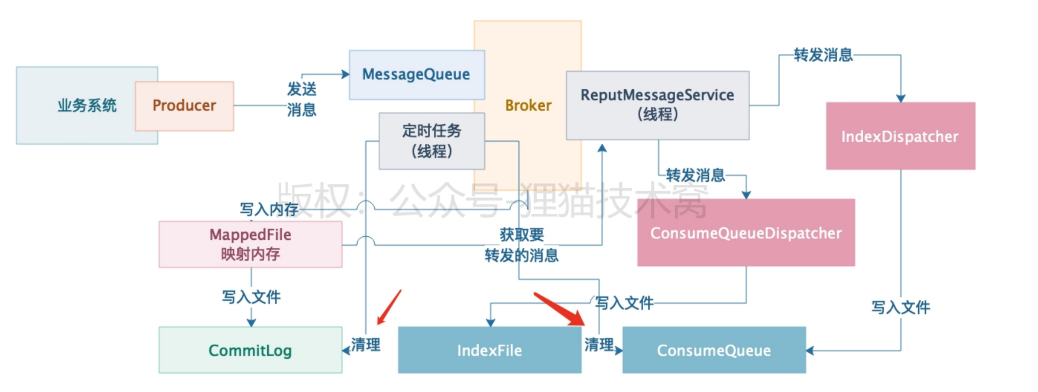 业务系统
Producer
发送
消息
MessageQueue
Broker
定时任务
（线程）
ReputMessageService
（线程）
转发消息
IndexDispatcher
转发消息
ConsumeQueueDispatcher
版权：公众号-狸猫技术窝
写入内存
MappedFile
映射内存
获取要
转发的消息
写入文件
写入文件
写入文件
CommitLog
清理
IndexFile
清理
ConsumeQueue